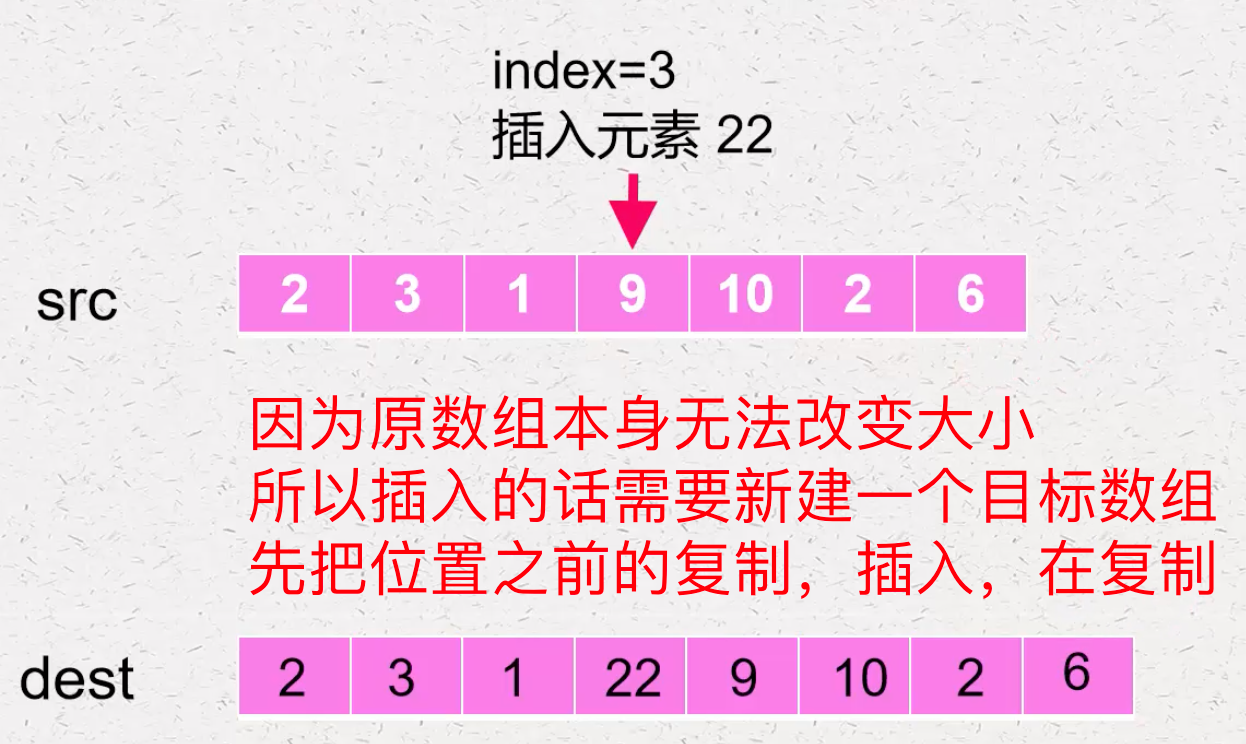 index=3
插入元素 22
src 2 3 1 9 10 2 6
因为原数组本身无法改变大小
所以插入的话需要新建一个目标数组
先把位置之前的复制，插入，在复制
dest 2 3 1 22 9 10 2 6